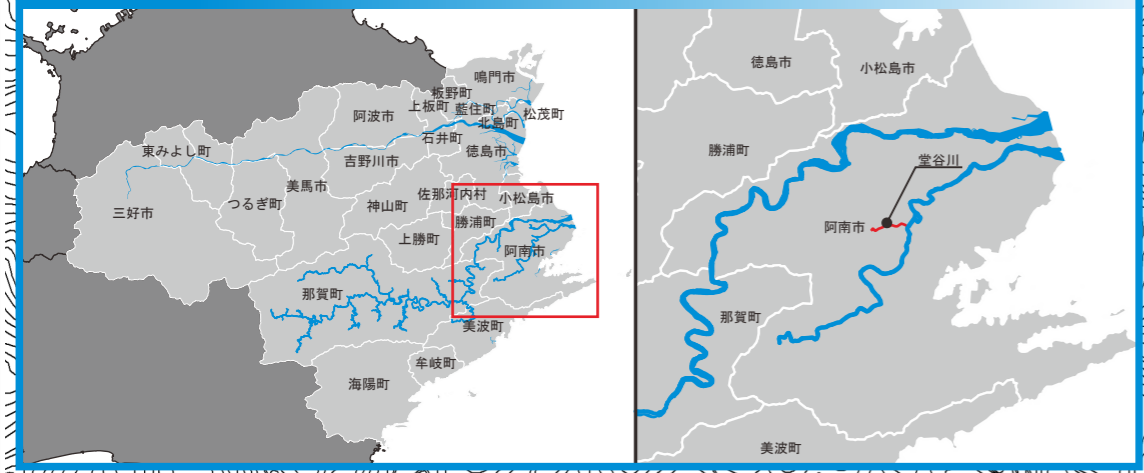 鳴門市
板野町
上板町
藍住町
松茂町
北島町
阿波市
石井町
徳島市
東みよし町
吉野川市
美馬市
佐那河内村
小松島市
つるぎ町
神山町
三好市
勝浦町
上勝町
阿南市
那賀町
美波町
牟岐町
海陽町
徳島市
小松島市
勝浦町
堂谷川
阿南市
那賀町
美波町